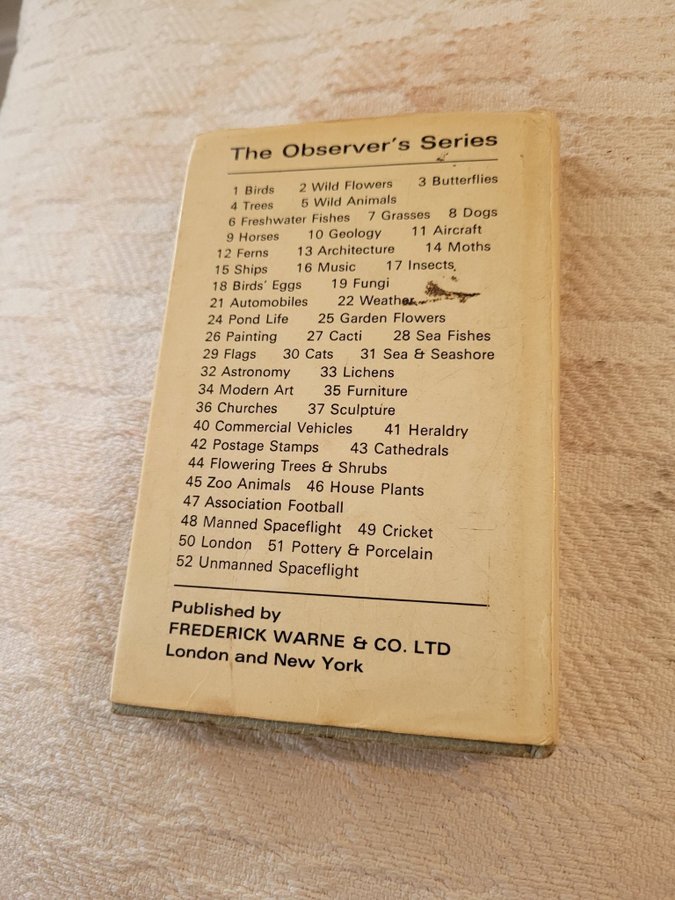 The Observer's Series
1 Birds 2 Wild Flowers 3 Butterflies
4 Trees 5 Wild Animals
6 Freshwater Fishes 7 Grasses 8 Dogs
9 Horses 10 Geology 11 Aircraft
12 Ferns 13 Architecture 14 Moths
15 Ships 16 Music 17 Insects
18 Birds' Eggs 19 Fungi
21 Automobiles 22 Weather
24 Pond Life 25 Garden Flowers
26 Painting 27 Cacti 28 Sea Fishes
29 Flags 30 Cats 31 Sea & Seashore
32 Astronomy 33 Lichens
34 Modern Art 35 Furniture
36 Churches 37 Sculpture
40 Commercial Vehicles 41 Heraldry
42 Postage Stamps 43 Cathedrals
44 Flowering Trees & Shrubs
45 Zoo Animals 46 House Plants
47 Association Football
48 Manned Spaceflight 49 Cricket
50 London 51 Pottery & Porcelain
52 Unmanned Spaceflight
Published by
FREDERICK WARNE & CO. LTD
London and New York